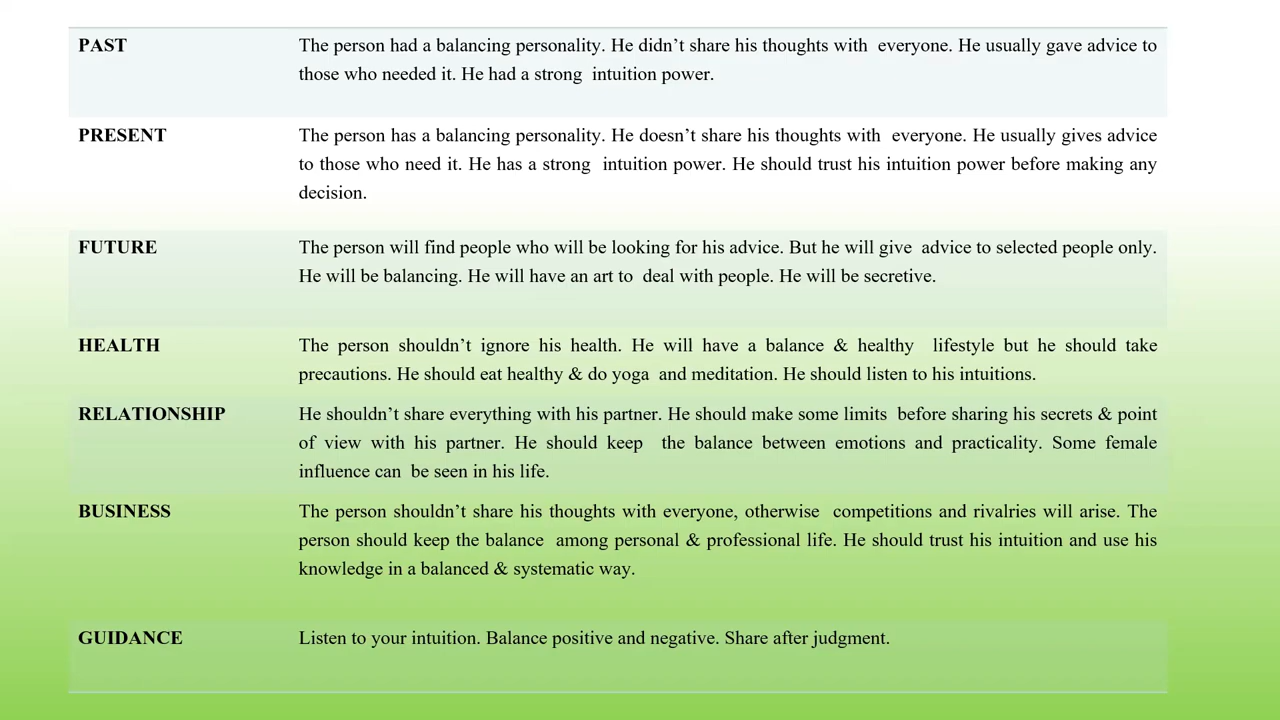 PAST
The person had a balancing personality. He didn’t share his thoughts with everyone. He usually gave advice to
those who needed it. He had a strong intuition power.
PRESENT
The person has a balancing personality. He doesn’t share his thoughts with everyone. He usually gives advice
to those who need it. He has a strong intuition power. He should trust his intuition power before making any
decision.
FUTURE
The person will find people who will be looking for his advice. But he will give advice to selected people only.
He will be balancing. He will have an art to deal with people. He will be secretive.
HEALTH
The person shouldn’t ignore his health. He will have a balance & healthy lifestyle but he should take
precautions. He should eat healthy & do yoga and meditation. He should listen to his intuitions.
RELATIONSHIP
He shouldn’t share everything with his partner. He should make some limits before sharing his secrets & point
of view with his partner. He should keep the balance between emotions and practicality. Some female
influence can be seen in his life.
BUSINESS
The person shouldn’t share his thoughts with everyone, otherwise competitions and rivalries will arise. The
person should keep the balance among personal & professional life. He should trust his intuition and use his
knowledge in a balanced & systematic way.
GUIDANCE
Listen to your intuition. Balance positive and negative. Share after judgment.